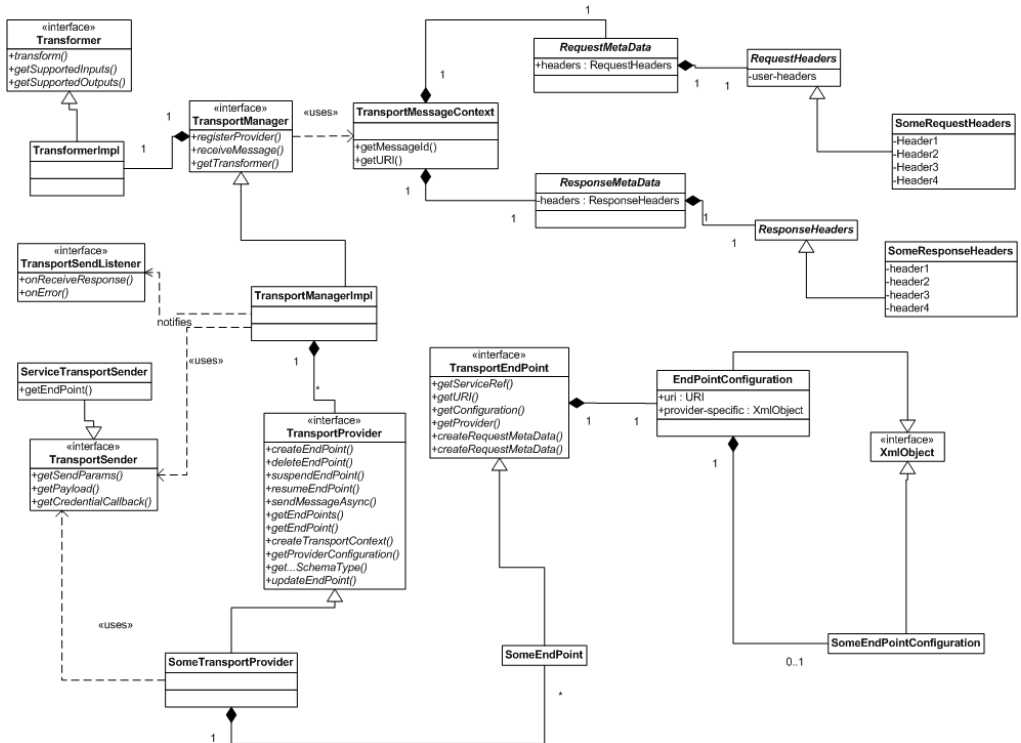 «interface»
Transformer
+transform()
+getSupportedInputs()
+getSupportedOutputs()
TransformerImpl
1
1
«interface»
TransportManager
+registerProvider()
+receiveMessage()
+getTransformer()
«uses»
TransportMessageContext
+getMessageId()
+getURI()
1
1
RequestMetaData
+headers : RequestHeaders
1
1
RequestHeaders
-user-headers
SomeRequestHeaders
-Header1
-Header2
-Header3
-Header4
1
1
ResponseMetaData
-headers : ResponseHeaders
1
1
ResponseHeaders
SomeResponseHeaders
-header1
-header2
-header3
-header4
«interface»
TransportSendListener
+onReceiveResponse()
+onError()
notifies
TransportManagerImpl
«uses»
1
*
ServiceTransportSender
+getEndPoint()
«interface»
TransportSender
+getSendParams()
+getPayload()
+getCredentialCallback()
«interface»
TransportProvider
+createEndPoint()
+deleteEndPoint()
+suspendEndPoint()
+resumeEndPoint()
+sendMessageAsync()
+getEndPoints()
+getEndPoint()
+createTransportContext()
+getProviderConfiguration()
+get...SchemaType()
+updateEndPoint()
«interface»
TransportEndPoint
+getServiceRef()
+getURI()
+getConfiguration()
+getProvider()
+createRequestMetaData()
+createRequestMetaData()
1
1
EndPointConfiguration
+uri : URI
+provider-specific : XmlObject
1
«interface»
XmlObject
«uses»
SomeTransportProvider
1
SomeEndPoint
*
SomeEndPointConfiguration
0..1